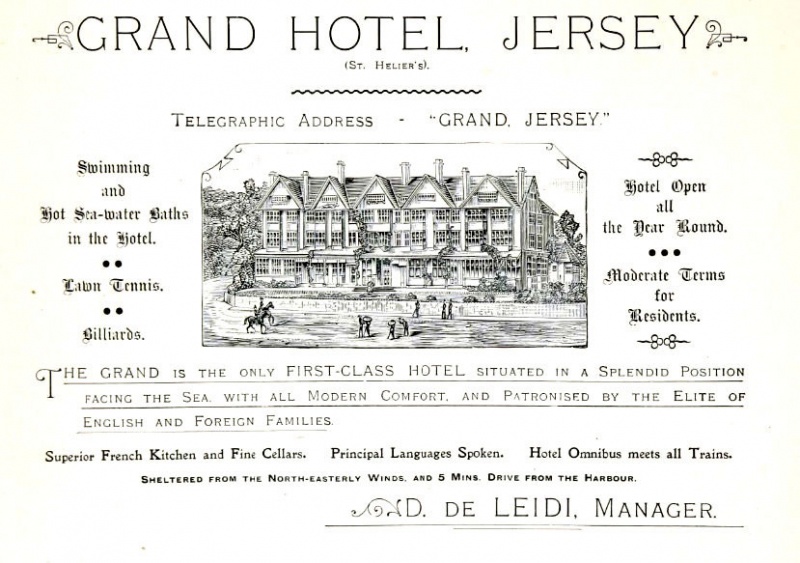 GRAND HOTEL, JERSEY
(St. Helier's).
Telegraphic Address - "GRAND, JERSEY."
Swimming
and
Hot Sea-water Baths
in the Hotel.
Lawn Tennis.
Billiards.
Hotel Open
all
the Year Round.
Moderate Terms
for
Residents.
The GRAND is the only FIRST-CLASS HOTEL situated in a Splendid Position
facing the Sea, with all Modern Comfort, and Patronised by the Elite of
English and Foreign Families.
Superior French Kitchen and Fine Cellars. Principal Languages Spoken. Hotel Omnibus meets all Trains.
Sheltered from the North-easterly Winds, and 5 Mins. Drive from the Harbour.
D. de LEIDI, Manager.